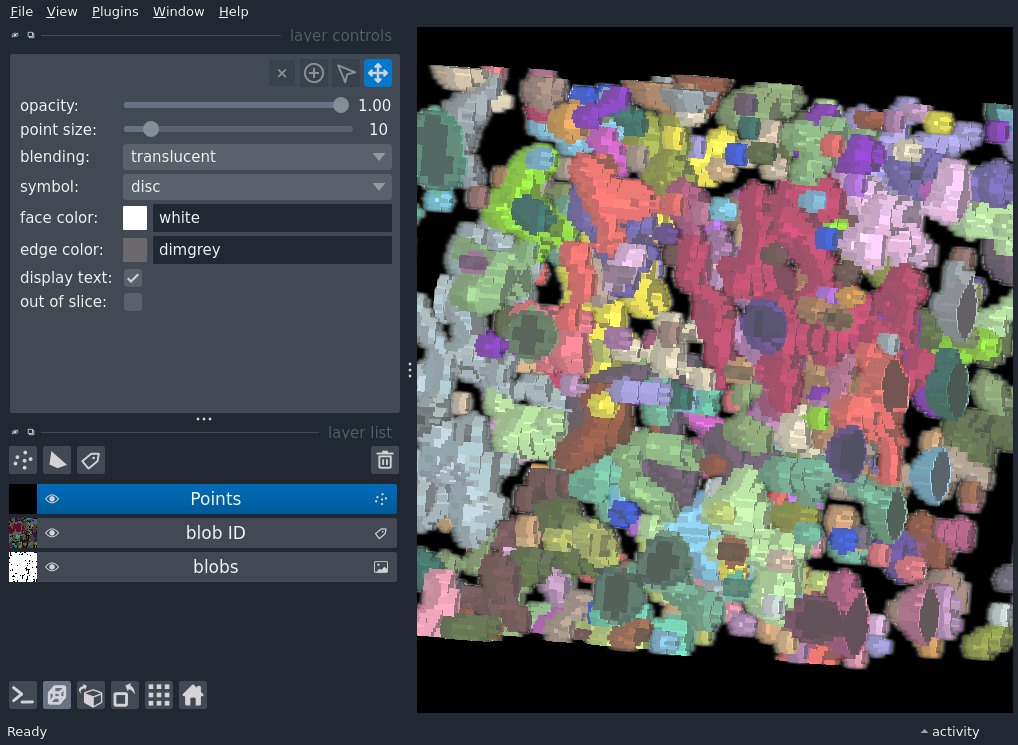 File View Plugins Window Help
layer controls
opacity: 1.00
point size: 10
blending: translucent
symbol: disc
face color: white
edge color: dimgrey
display text:
out of slice:
layer list
Points
blob ID
blobs
Ready activity